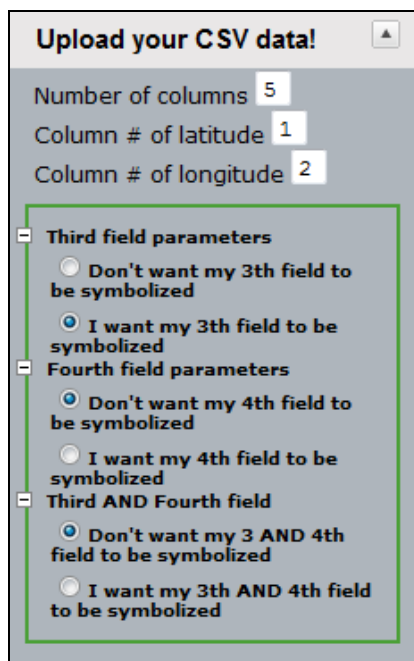 Upload your CSV data!
Number of columns 5
Column # of latitude 1
Column # of longitude 2
Third field parameters
Don't want my 3th field to
be symbolized
I want my 3th field to be
symbolized
Fourth field parameters
Don't want my 4th field to
be symbolized
I want my 4th field to be
symbolized
Third AND Fourth field
Don't want my 3 AND 4th
field to be symbolized
I want my 3th AND 4th field
to be symbolized